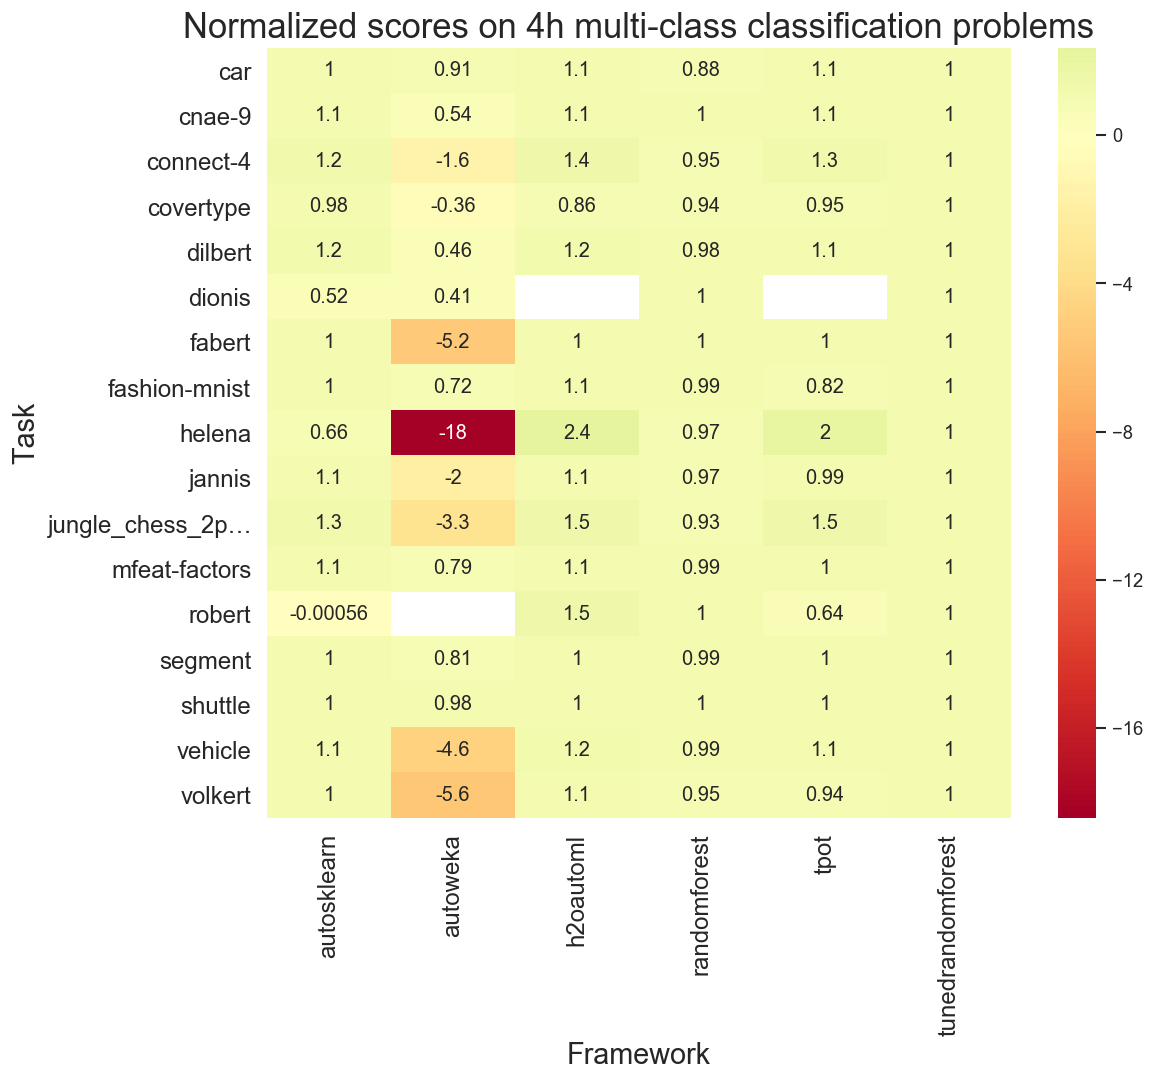 Normalized scores on 4h multi-class classification problems
Task
car 1 0.91 1.1 0.88 1.1 1
cnae-9 1.1 0.54 1.1 1 1.1 1
connect-4 1.2 -1.6 1.4 0.95 1.3 1
covertype 0.98 -0.36 0.86 0.94 0.95 1
dilbert 1.2 0.46 1.2 0.98 1.1 1
dionis 0.52 0.41 1 1
fabert 1 -5.2 1 1 1 1
fashion-mnist 1 0.72 1.1 0.99 0.82 1
helena 0.66 -18 2.4 0.97 2 1
jannis 1.1 -2 1.1 0.97 0.99 1
jungle_chess_2p… 1.3 -3.3 1.5 0.93 1.5 1
mfeat-factors 1.1 0.79 1.1 0.99 1 1
robert -0.00056 1.5 1 0.64 1
segment 1 0.81 1 0.99 1 1
shuttle 1 0.98 1 1 1 1
vehicle 1.1 -4.6 1.2 0.99 1.1 1
volkert 1 -5.6 1.1 0.95 0.94 1
autosklearn
autoweka
h2oautoml
randomforest
tpot
tunedrandomforest
Framework
0
−4
−8
−12
−16